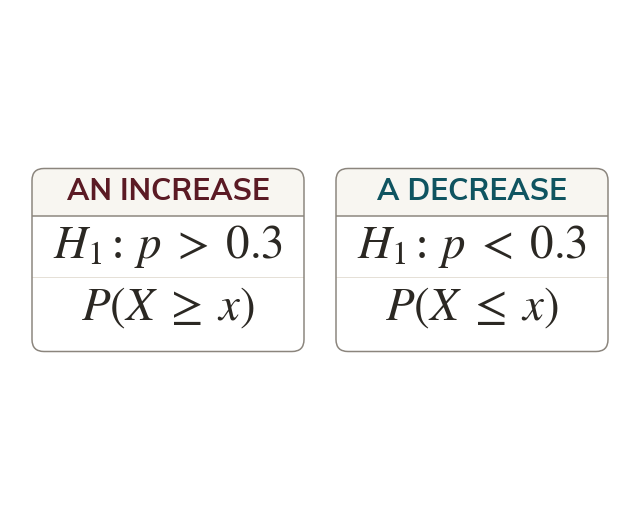 AN INCREASE
H₁: p > 0.3
P(X ≥ x)
A DECREASE
H₁: p < 0.3
P(X ≤ x)